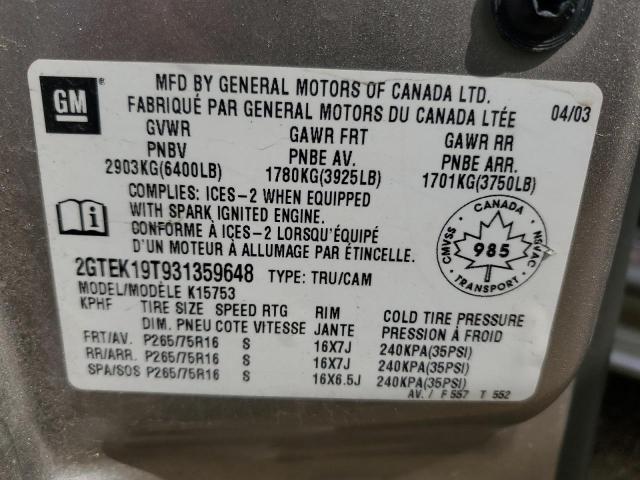 MFD BY GENERAL MOTORS OF CANADA LTD.
FABRIQUÉ PAR GENERAL MOTORS DU CANADA LTÉE 04/03
GM ®
GVWR GAWR FRT GAWR RR
PNBV PNBE AV. PNBE ARR.
2903KG(6400LB) 1780KG(3925LB) 1701KG(3750LB)
COMPLIES: ICES-2 WHEN EQUIPPED
WITH SPARK IGNITED ENGINE.
CONFORME À ICES-2 LORSQU'ÉQUIPÉ
D'UN MOTEUR À ALLUMAGE PAR ÉTINCELLE.
i
CANADA
CMVSS 985 NSVAC
TRANSPORT
2GTEK19T931359648 TYPE: TRU/CAM
MODEL/MODÈLE K15753
KPHF TIRE SIZE SPEED RTG RIM COLD TIRE PRESSURE
DIM. PNEU COTE VITESSE JANTE PRESSION À FROID
FRT/AV. P265/75R16 S 16X7J 240KPA(35PSI)
RR/ARR. P265/75R16 S 16X7J 240KPA(35PSI)
SPA/SOS P265/75R16 S 16X6.5J 240KPA(35PSI)
AV. / F 557 T 552